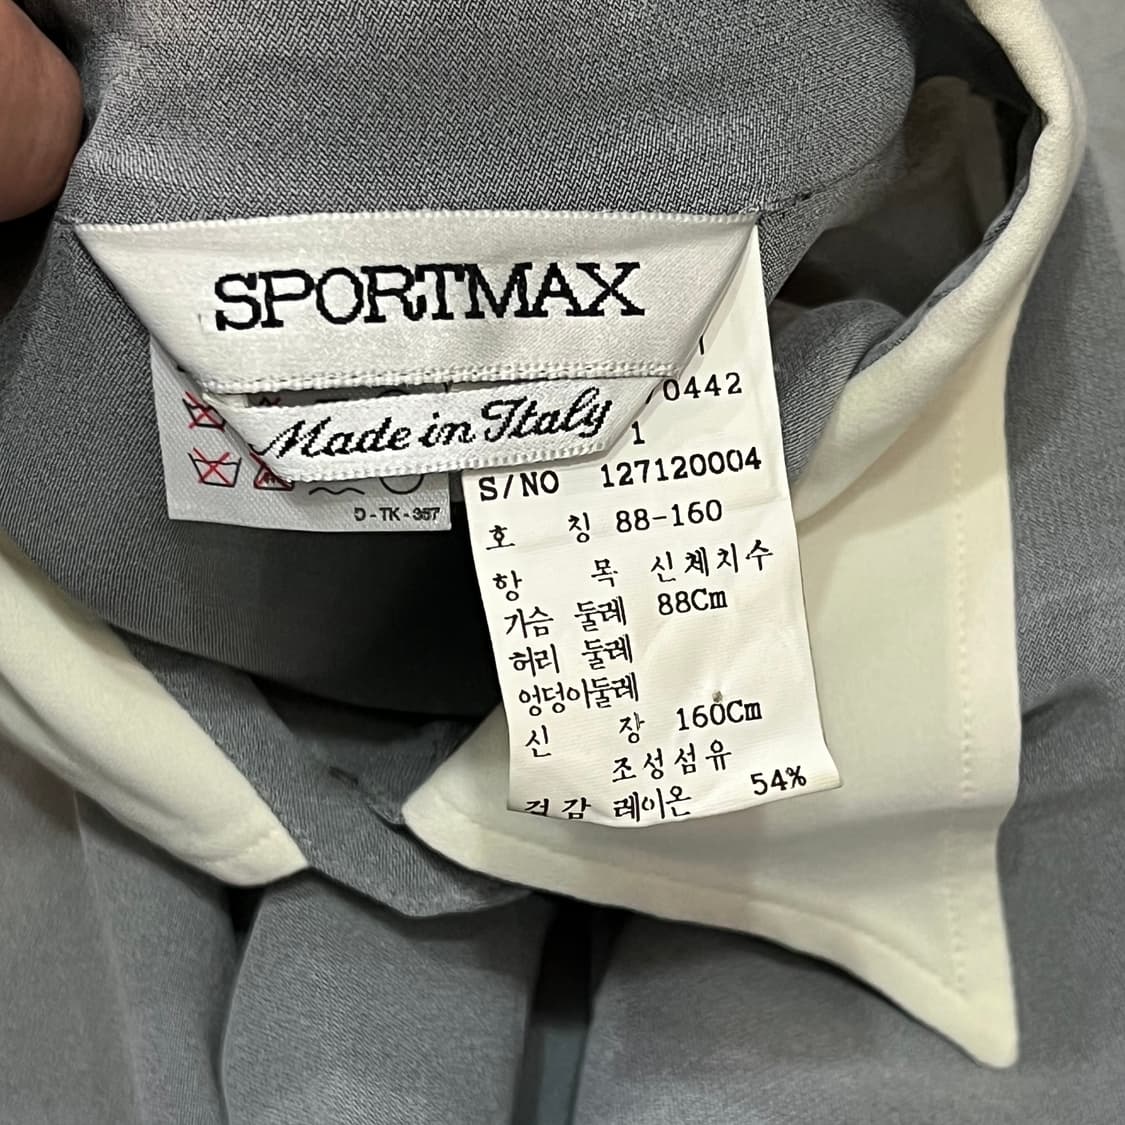 SPORTMAX
Made in Italy
D-TK-357
0442
1
S/NO 127120004
호 칭 88-160
항 목 신체치수
가슴 둘레 88Cm
허리 둘레
엉덩이둘레
신 장 160Cm
조성섬유
겉감 레이온 54%